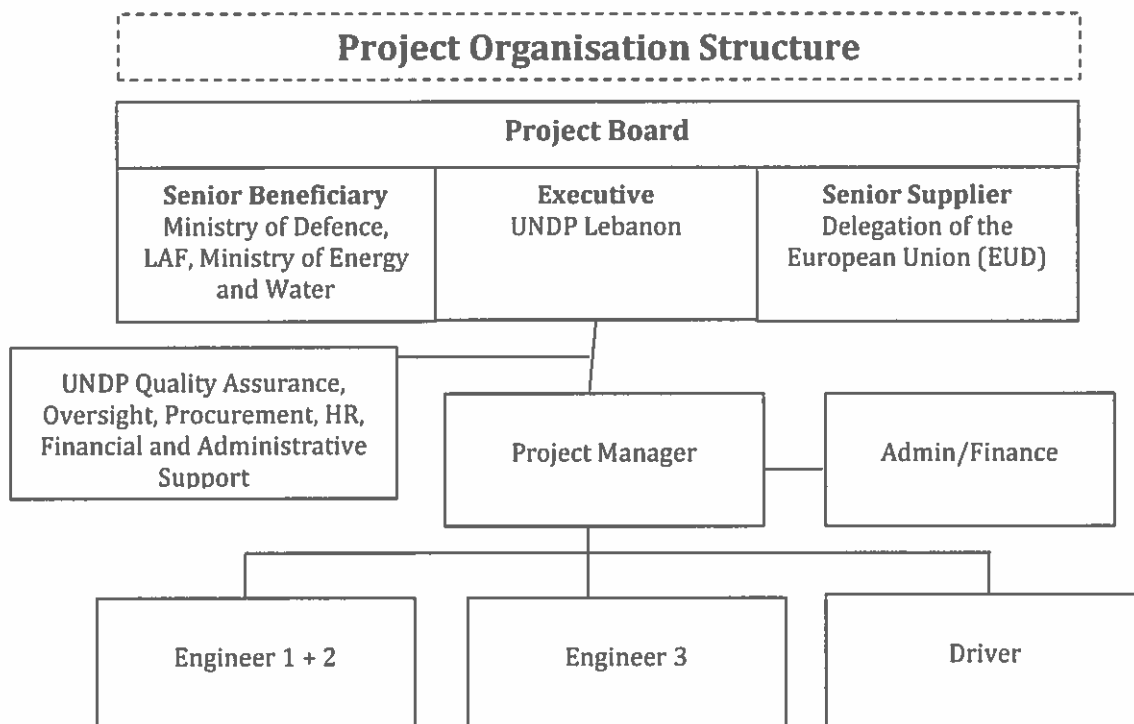 Project Organisation Structure
Project Board
Senior Beneficiary
Ministry of Defence,
LAF, Ministry of Energy
and Water
Executive
UNDP Lebanon
Senior Supplier
Delegation of the
European Union (EUD)
UNDP Quality Assurance,
Oversight, Procurement, HR,
Financial and Administrative
Support
Project Manager
Admin/Finance
Engineer 1 + 2
Engineer 3
Driver